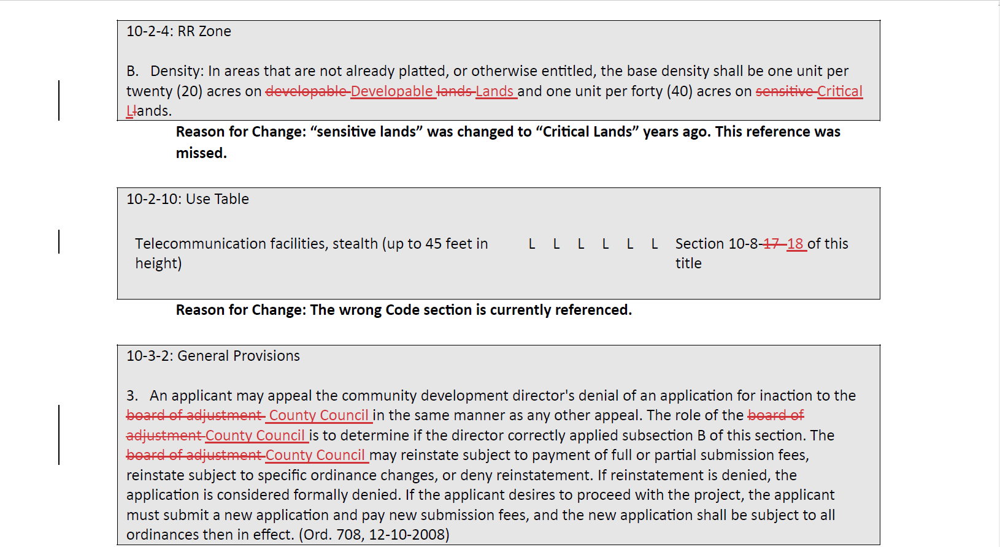 10-2-4: RR Zone
B. Density: In areas that are not already platted, or otherwise entitled, the base density shall be one unit per
twenty (20) acres on developable Developable lands Lands and one unit per forty (40) acres on sensitive Critical
Llands.
Reason for Change: “sensitive lands” was changed to “Critical Lands” years ago. This reference was
missed.
10-2-10: Use Table
Telecommunication facilities, stealth (up to 45 feet in L L L L L L Section 10-8-17 18 of this
height) title
Reason for Change: The wrong Code section is currently referenced.
10-3-2: General Provisions
3. An applicant may appeal the community development director's denial of an application for inaction to the
board of adjustment County Council in the same manner as any other appeal. The role of the board of
adjustment County Council is to determine if the director correctly applied subsection B of this section. The
board of adjustment County Council may reinstate subject to payment of full or partial submission fees,
reinstate subject to specific ordinance changes, or deny reinstatement. If reinstatement is denied, the
application is considered formally denied. If the applicant desires to proceed with the project, the applicant
must submit a new application and pay new submission fees, and the new application shall be subject to all
ordinances then in effect. (Ord. 708, 12-10-2008)